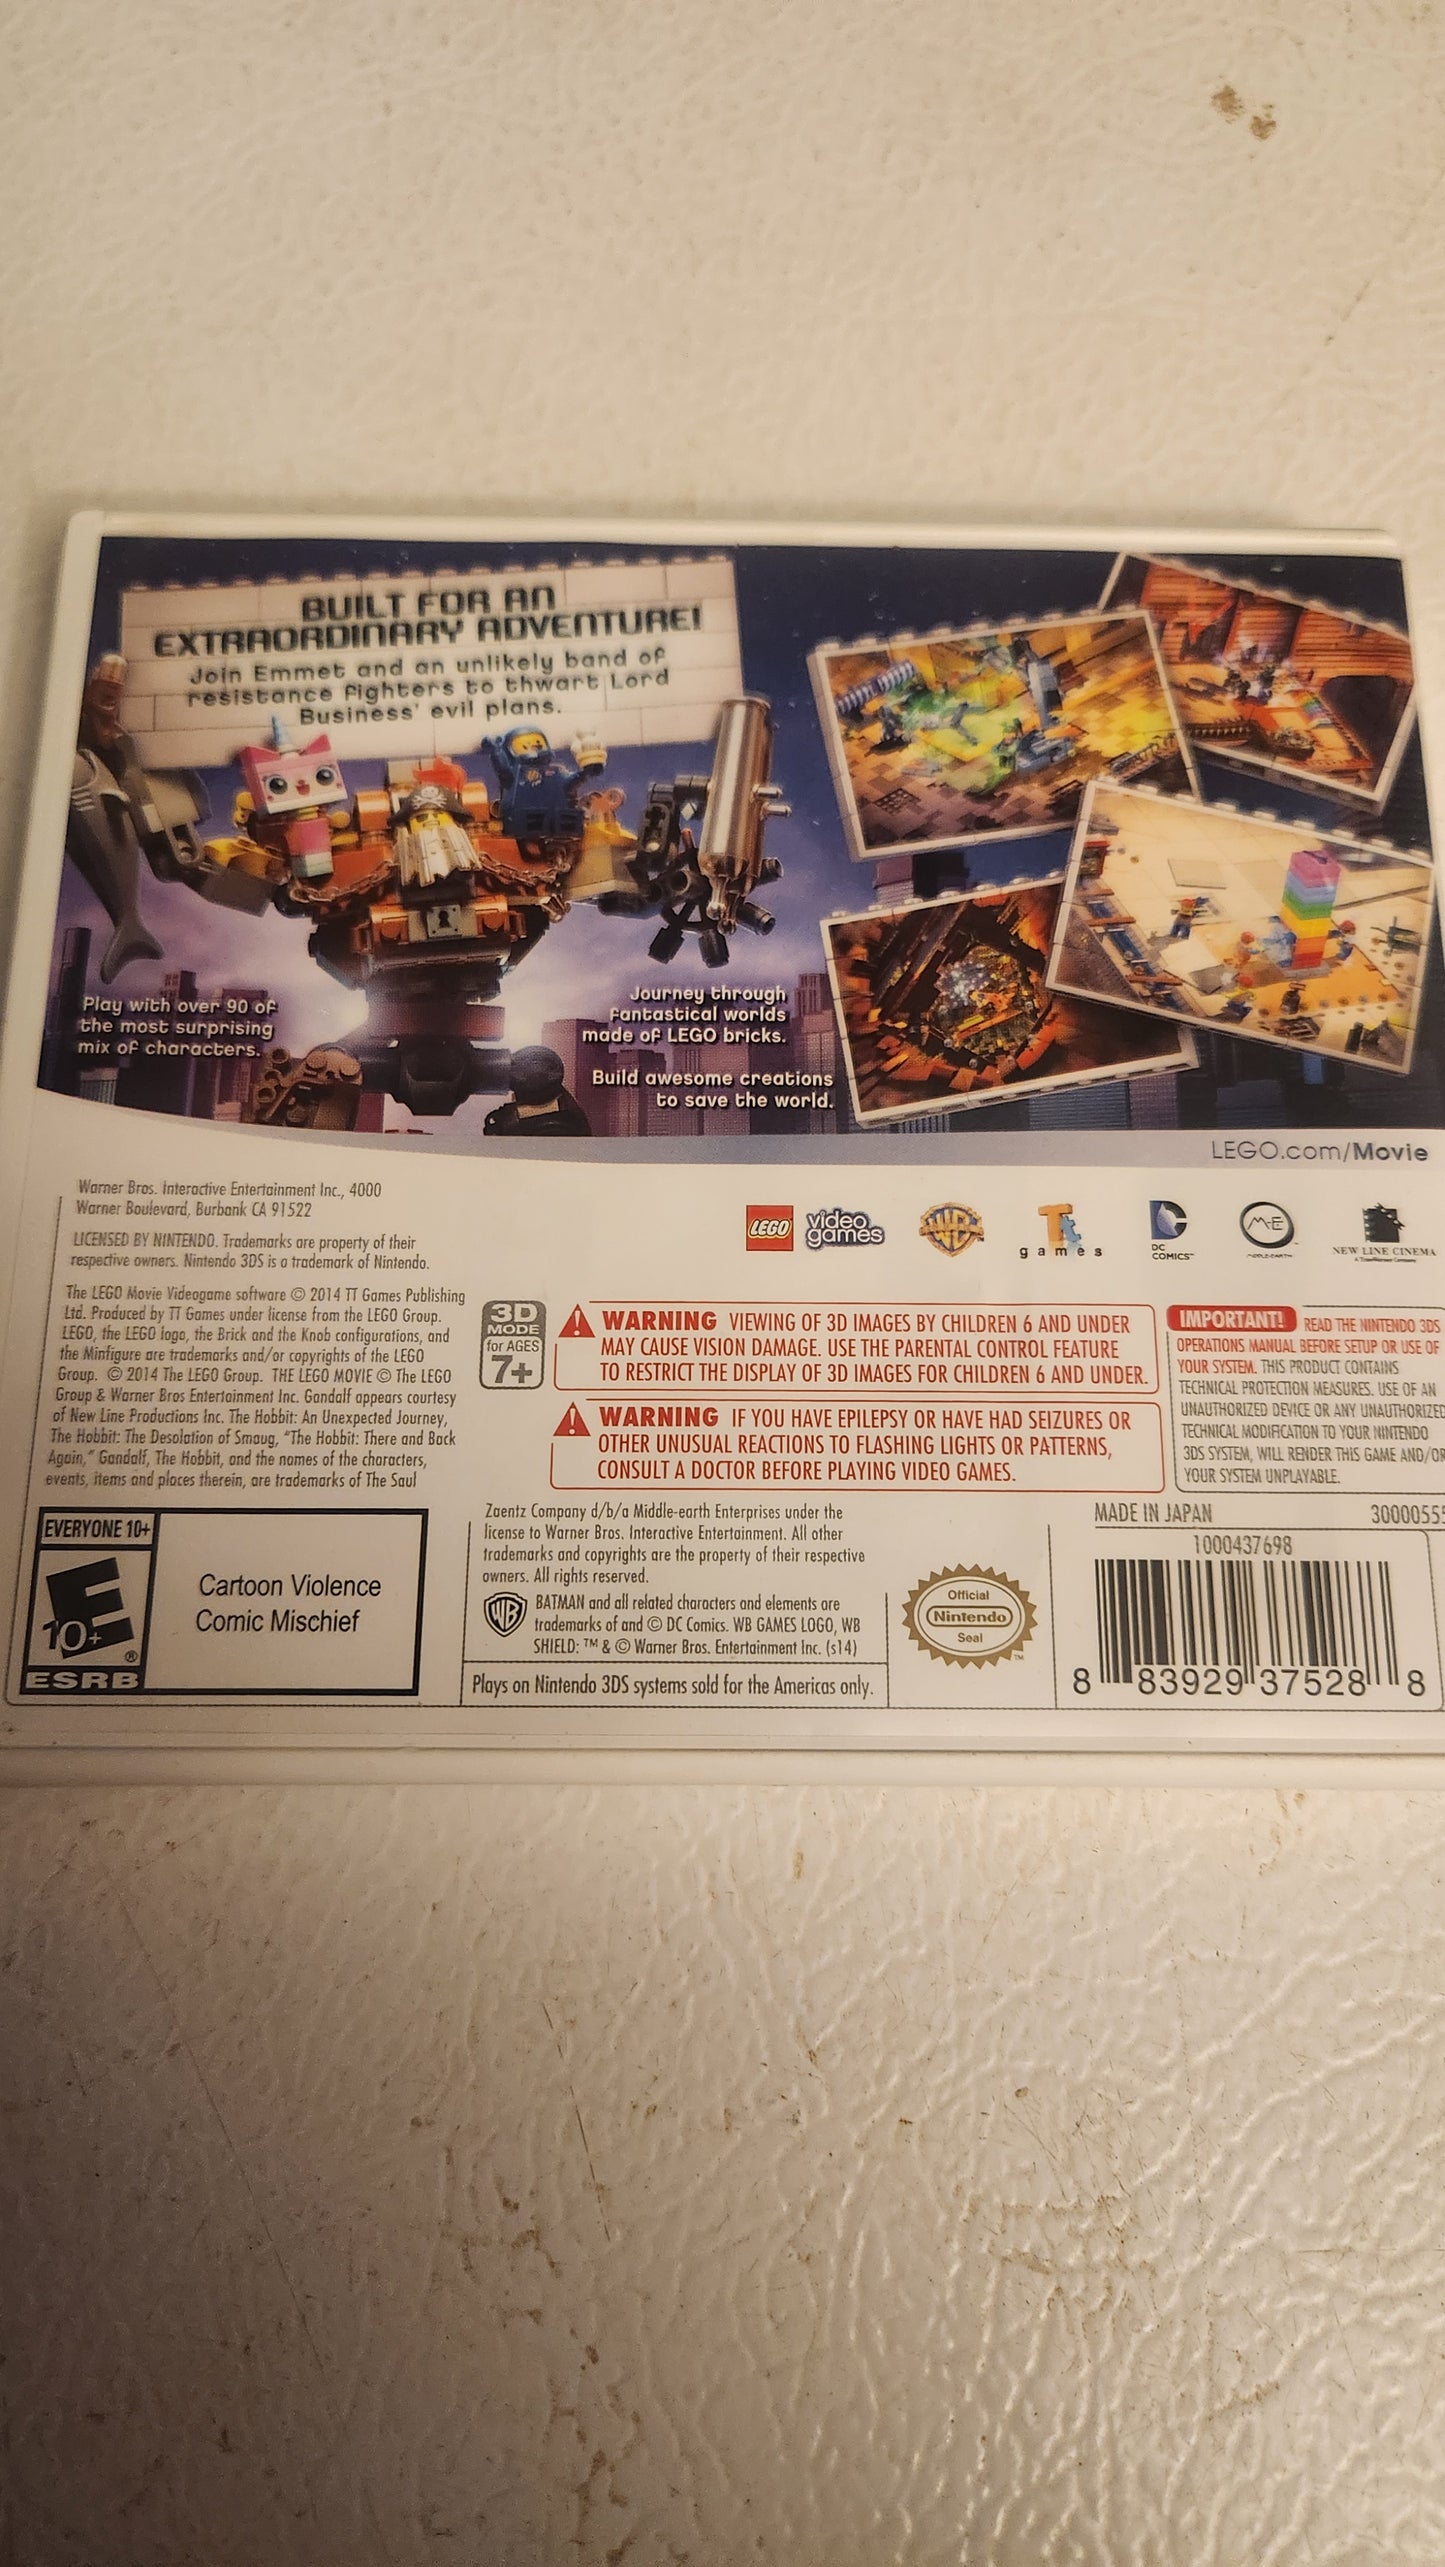 BUILT FOR AN
EXTRAORDINARY ADVENTURE!
Join Emmet and an unlikely band of
resistance fighters to thwart Lord
Business' evil plans.
Play with over 90 of
the most surprising
mix of characters.
Journey through
fantastical worlds
made of LEGO bricks.
Build awesome creations
to save the world.
LEGO.com/Movie
Warner Bros. Interactive Entertainment Inc., 4000
Warner Boulevard, Burbank CA 91522
LICENSED BY NINTENDO. Trademarks are property of their
respective owners. Nintendo 3DS is a trademark of Nintendo.
The LEGO Movie Videogame software © 2014 TT Games Publishing
Ltd. Produced by TT Games under license from the LEGO Group.
LEGO, the LEGO logo, the Brick and the Knob configurations, and
the Minfigure are trademarks and/or copyrights of the LEGO
Group. © 2014 The LEGO Group. THE LEGO MOVIE © The LEGO
Group & Warner Bros Entertainment Inc. Gandalf appears courtesy
of New Line Productions Inc. The Hobbit: An Unexpected Journey,
The Hobbit: The Desolation of Smaug, "The Hobbit: There and Back
Again," Gandalf, The Hobbit, and the names of the characters,
events, items and places therein, are trademarks of The Saul
LEGO
video
games
WB
TT
games
DC
COMICS™
M-E
MIDDLE-EARTH
NEW LINE CINEMA
3D
MODE
for AGES
7+
WARNING VIEWING OF 3D IMAGES BY CHILDREN 6 AND UNDER
MAY CAUSE VISION DAMAGE. USE THE PARENTAL CONTROL FEATURE
TO RESTRICT THE DISPLAY OF 3D IMAGES FOR CHILDREN 6 AND UNDER.
WARNING IF YOU HAVE EPILEPSY OR HAVE HAD SEIZURES OR
OTHER UNUSUAL REACTIONS TO FLASHING LIGHTS OR PATTERNS,
CONSULT A DOCTOR BEFORE PLAYING VIDEO GAMES.
IMPORTANT! READ THE NINTENDO 3DS
OPERATIONS MANUAL BEFORE SETUP OR USE OF
YOUR SYSTEM. THIS PRODUCT CONTAINS
TECHNICAL PROTECTION MEASURES. USE OF AN
UNAUTHORIZED DEVICE OR ANY UNAUTHORIZED
TECHNICAL MODIFICATION TO YOUR NINTENDO
3DS SYSTEM, WILL RENDER THIS GAME AND/OR
YOUR SYSTEM UNPLAYABLE.
EVERYONE 10+
E
10+
®
ESRB
Cartoon Violence
Comic Mischief
Zaentz Company d/b/a Middle-earth Enterprises under the
license to Warner Bros. Interactive Entertainment. All other
trademarks and copyrights are the property of their respective
owners. All rights reserved.
WB
BATMAN and all related characters and elements are
trademarks of and © DC Comics. WB GAMES LOGO, WB
SHIELD: ™ & © Warner Bros. Entertainment Inc. (s14)
Plays on Nintendo 3DS systems sold for the Americas only.
Official
Nintendo
Seal
™
MADE IN JAPAN 3000055
1000437698
8 83929 37528 8